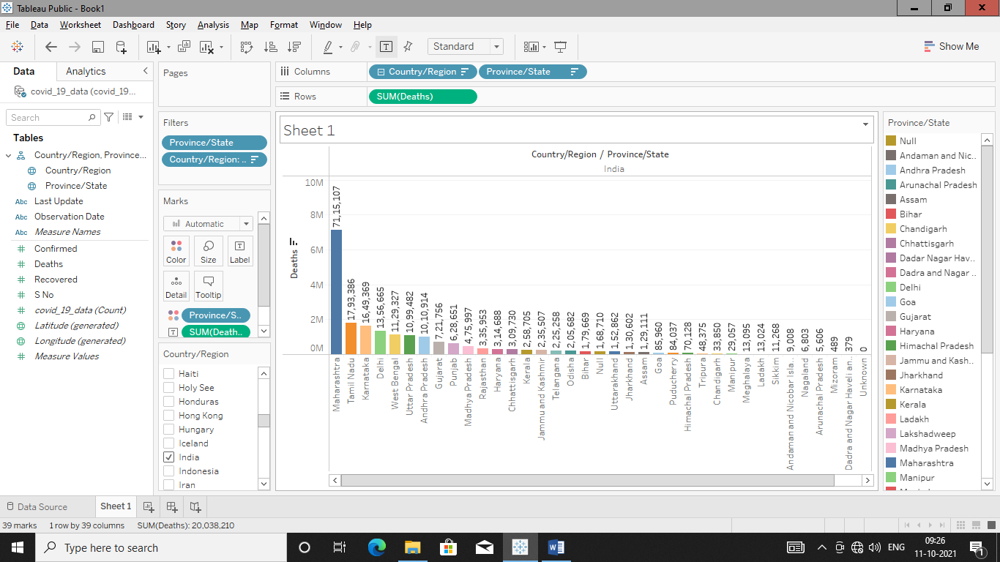 Tableau Public - Book1
File Data Worksheet Dashboard Story Analysis Map Format Window Help
Standard
Show Me
Data Analytics
covid_19_data (covid_19...
Search
Tables
Country/Region, Province...
Country/Region
Province/State
Abc Last Update
Abc Observation Date
Abc Measure Names
Confirmed
Deaths
Recovered
S No
covid_19_data (Count)
Latitude (generated)
Longitude (generated)
Measure Values
Pages
Filters
Province/State
Country/Region: ..
Marks
Automatic
Color Size Label
Detail Tooltip
Province/S..
SUM(Death..
Country/Region
Haiti
Holy See
Honduras
Hong Kong
Hungary
Iceland
India
Indonesia
Iran
Columns Country/Region Province/State
Rows SUM(Deaths)
Sheet 1
Country/Region / Province/State
India
10M
8M
6M
4M
2M
0M
Deaths
71,15,107
17,93,386
16,49,369
13,56,665
11,29,327
10,99,482
10,10,914
7,21,756
6,28,651
4,75,997
3,35,953
3,14,688
3,09,730
2,58,705
2,35,507
2,25,258
2,05,682
1,79,669
1,68,710
1,52,862
1,30,602
1,29,111
85,960
84,037
70,128
48,375
33,850
29,057
13,095
13,024
11,268
9,008
6,803
5,606
489
379
0
Maharashtra
Tamil Nadu
Karnataka
Delhi
West Bengal
Uttar Pradesh
Andhra Pradesh
Gujarat
Punjab
Madhya Pradesh
Rajasthan
Haryana
Chhattisgarh
Kerala
Jammu and Kashmir
Telangana
Odisha
Bihar
Null
Uttarakhand
Jharkhand
Assam
Goa
Puducherry
Himachal Pradesh
Tripura
Chandigarh
Manipur
Meghalaya
Ladakh
Sikkim
Andaman and Nicobar Isla..
Nagaland
Arunachal Pradesh
Mizoram
Dadra and Nagar Haveli an..
Unknown
Province/State
Null
Andaman and Nic..
Andhra Pradesh
Arunachal Pradesh
Assam
Bihar
Chandigarh
Chhattisgarh
Dadar Nagar Hav..
Dadra and Nagar ..
Delhi
Goa
Gujarat
Haryana
Himachal Pradesh
Jammu and Kash..
Jharkhand
Karnataka
Kerala
Ladakh
Lakshadweep
Madhya Pradesh
Maharashtra
Manipur
Data Source Sheet 1
39 marks 1 row by 39 columns SUM(Deaths): 20,038,210
Type here to search
ENG
09:26
11-10-2021
1